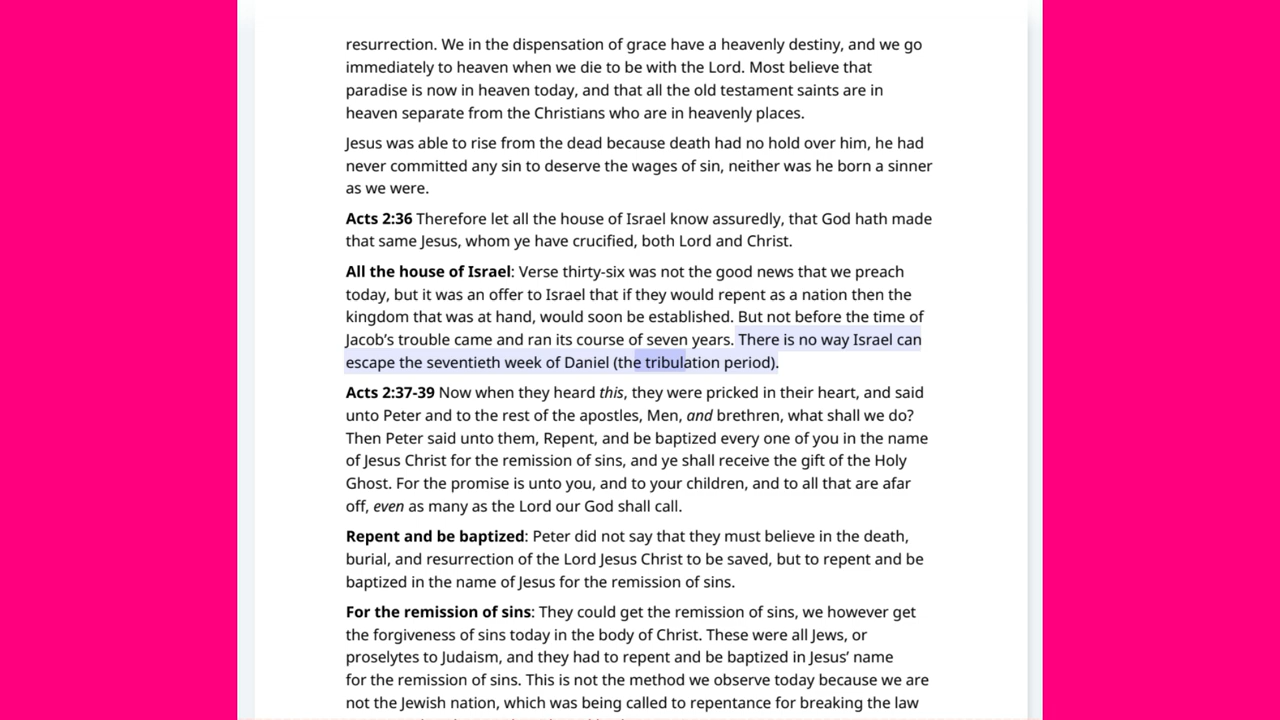 resurrection. We in the dispensation of grace have a heavenly destiny, and we go
immediately to heaven when we die to be with the Lord. Most believe that
paradise is now in heaven today, and that all the old testament saints are in
heaven separate from the Christians who are in heavenly places.
Jesus was able to rise from the dead because death had no hold over him, he had
never committed any sin to deserve the wages of sin, neither was he born a sinner
as we were.
Acts 2:36 Therefore let all the house of Israel know assuredly, that God hath made
that same Jesus, whom ye have crucified, both Lord and Christ.
All the house of Israel: Verse thirty-six was not the good news that we preach
today, but it was an offer to Israel that if they would repent as a nation then the
kingdom that was at hand, would soon be established. But not before the time of
Jacob’s trouble came and ran its course of seven years. There is no way Israel can
escape the seventieth week of Daniel (the tribulation period).
Acts 2:37-39 Now when they heard this, they were pricked in their heart, and said
unto Peter and to the rest of the apostles, Men, and brethren, what shall we do?
Then Peter said unto them, Repent, and be baptized every one of you in the name
of Jesus Christ for the remission of sins, and ye shall receive the gift of the Holy
Ghost. For the promise is unto you, and to your children, and to all that are afar
off, even as many as the Lord our God shall call.
Repent and be baptized: Peter did not say that they must believe in the death,
burial, and resurrection of the Lord Jesus Christ to be saved, but to repent and be
baptized in the name of Jesus for the remission of sins.
For the remission of sins: They could get the remission of sins, we however get
the forgiveness of sins today in the body of Christ. These were all Jews, or
proselytes to Judaism, and they had to repent and be baptized in Jesus’ name
for the remission of sins. This is not the method we observe today because we are
not the Jewish nation, which was being called to repentance for breaking the law